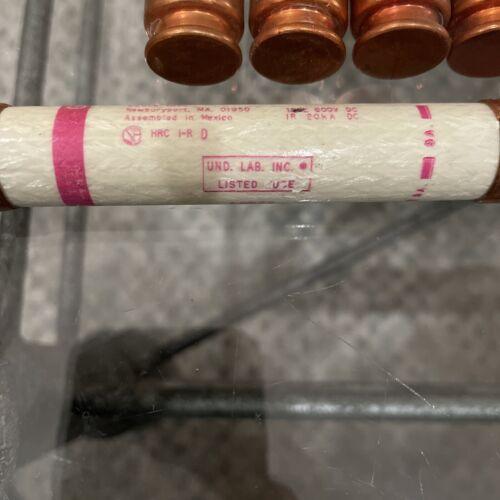 Newburyport, MA. 01950
Assembled in Mexico
HRC I-R D
600V DC
IR 20kA DC
UND. LAB. INC.
LISTED